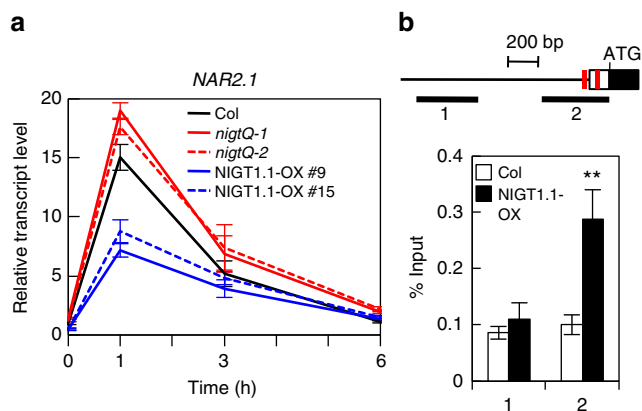 a
NAR2.1
Relative transcript level
20
15
10
5
0
Col
nigtQ-1
nigtQ-2
NIGT1.1-OX #9
NIGT1.1-OX #15
0 1 3 6
Time (h)
b
200 bp
ATG
1 2
% Input
0.4
0.3
0.2
0.1
0
Col
NIGT1.1-
OX
**
1 2